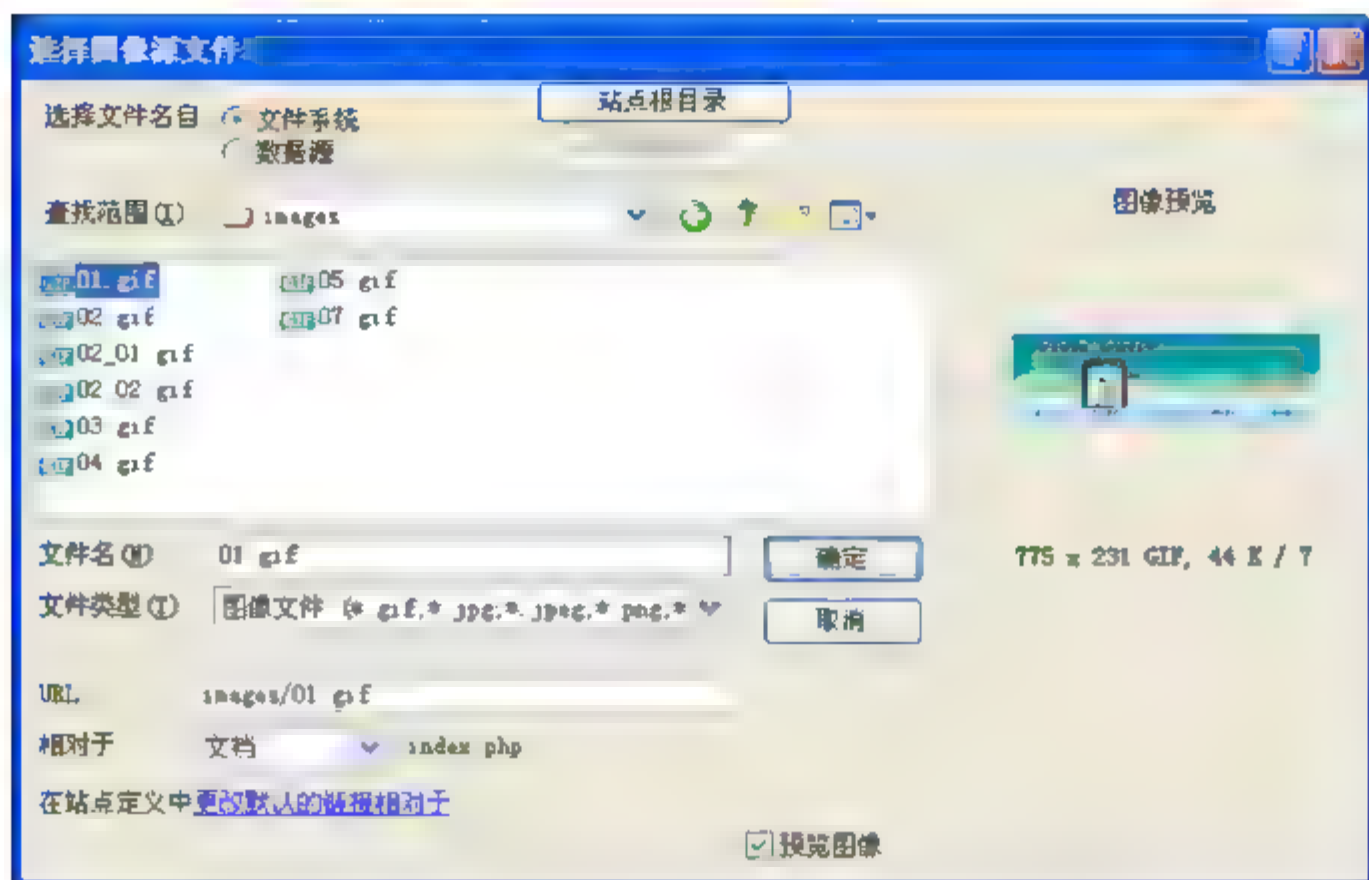 选择图像源文件
选择文件名自 文件系统 站点根目录
数据源
查找范围(I) images
图像预览
01.gif 05 gif
02 gif 07 gif
02_01 gif
02 02 gif
03 gif
04 gif
文件名(N) 01 gif 确定
775 x 231 GIF, 44 K / 7
文件类型(T) 图像文件 (*.gif;*.jpg;*.jpeg;*.png;*
取消
URL images/01 gif
相对于 文档 index php
在站点定义中更改默认的链接相对于
预览图像